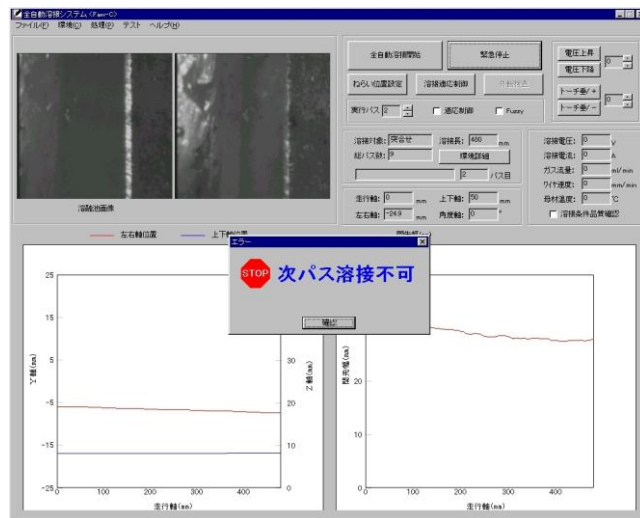 全自動溶接システム (Fawr-C)
ファイル(F) 環境(C) 処理(P) テスト ヘルプ(H)
全自動溶接開始
緊急停止
ねらい位置設定
溶接適応制御
実行パス 2
適応制御
Fuzzy
電圧上昇
電圧下降
0
トーチ垂/+
トーチ垂/-
0
溶接対象: 突合せ
溶接長: 480 mm
総パス数: 9
環境詳細
2 パス目
走行軸: 0 mm
上下軸: 50 mm
左右軸: -24.9 mm
角度軸: 0 °
溶接電圧: 0 V
溶接電流: 0 A
ガス流量: 0 ml/min
ワイヤ速度: 0 mm/min
母材温度: 0 ℃
溶接条件品質確認
溶融池画像
左右軸位置
上下軸位置
エラー
STOP 次パス溶接不可
確認
25
15
5
-5
-15
-25
Y軸(mm)
30
20
10
0
Z軸(mm)
0 100 200 300 400
走行軸(mm)
開先幅(mm)
20
10
0
0 100 200 300 400
走行軸(mm)